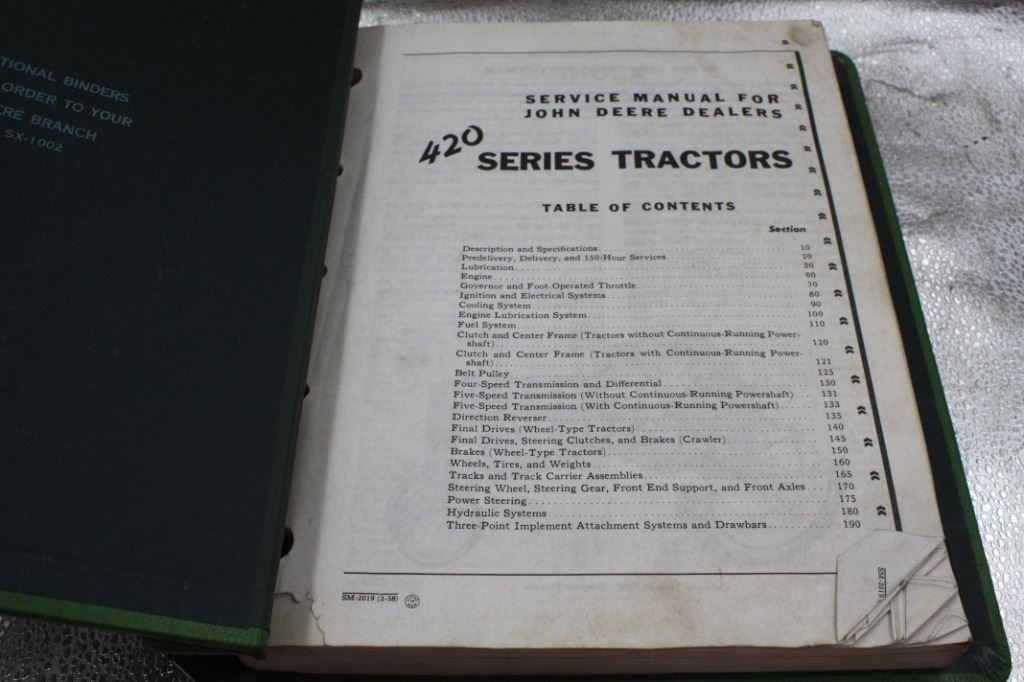 TIONAL BINDERS
ORDER TO YOUR
ERE BRANCH
SX-1002
SERVICE MANUAL FOR
JOHN DEERE DEALERS
420 SERIES TRACTORS
TABLE OF CONTENTS
Section
Description and Specifications 10
Predelivery, Delivery, and 150-Hour Services 20
Lubrication 30
Engine 60
Governor and Foot-Operated Throttle 70
Ignition and Electrical Systems 80
Cooling System 90
Engine Lubrication System 100
Fuel System 110
Clutch and Center Frame (Tractors without Continuous-Running Power-
shaft) 120
Clutch and Center Frame (Tractors with Continuous-Running Power-
shaft) 121
Belt Pulley 125
Four-Speed Transmission and Differential 130
Five-Speed Transmission (Without Continuous-Running Powershaft) 131
Five-Speed Transmission (With Continuous-Running Powershaft) 133
Direction Reverser 135
Final Drives (Wheel-Type Tractors) 140
Final Drives, Steering Clutches, and Brakes (Crawler) 145
Brakes (Wheel-Type Tractors) 150
Wheels, Tires, and Weights 160
Tracks and Track Carrier Assemblies 165
Steering Wheel, Steering Gear, Front End Support, and Front Axles 170
Power Steering 175
Hydraulic Systems 180
Three-Point Implement Attachment Systems and Drawbars 190
SM-2019 (2-58)
SM-2019